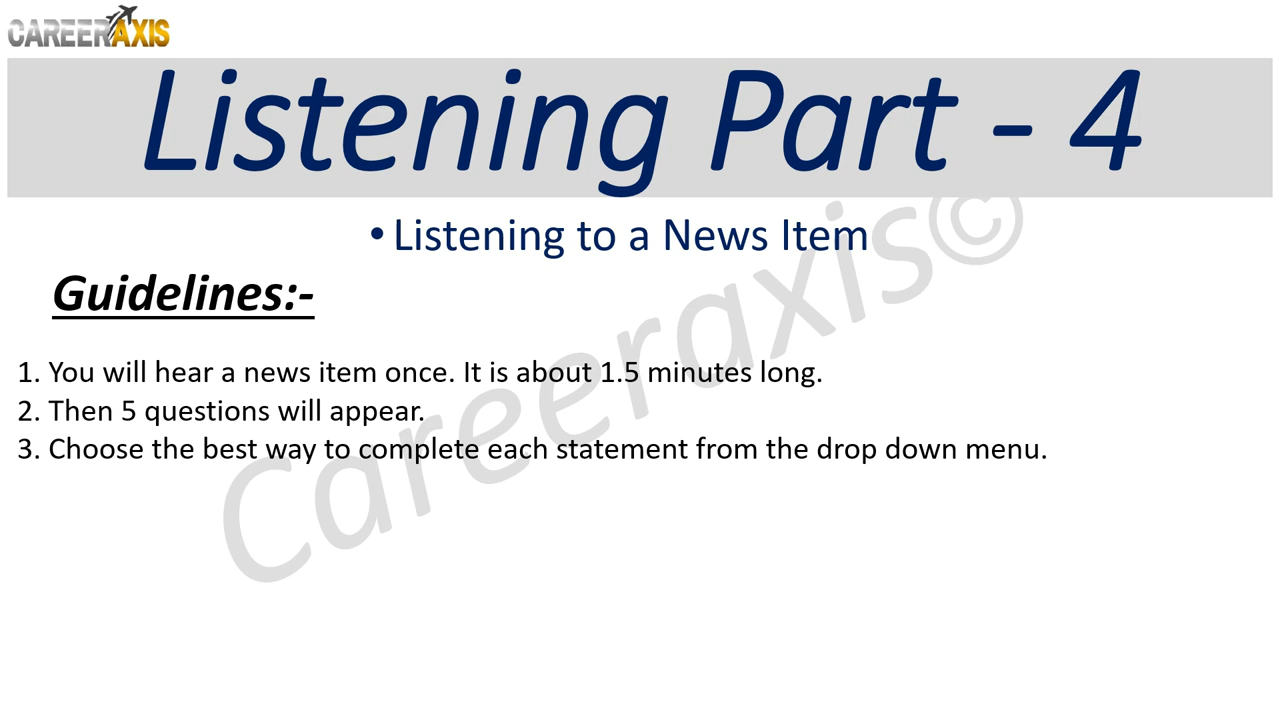 CAREERAXIS
Listening Part - 4
• Listening to a News Item
Guidelines:-
1. You will hear a news item once. It is about 1.5 minutes long.
2. Then 5 questions will appear.
3. Choose the best way to complete each statement from the drop down menu.
Careeraxis©